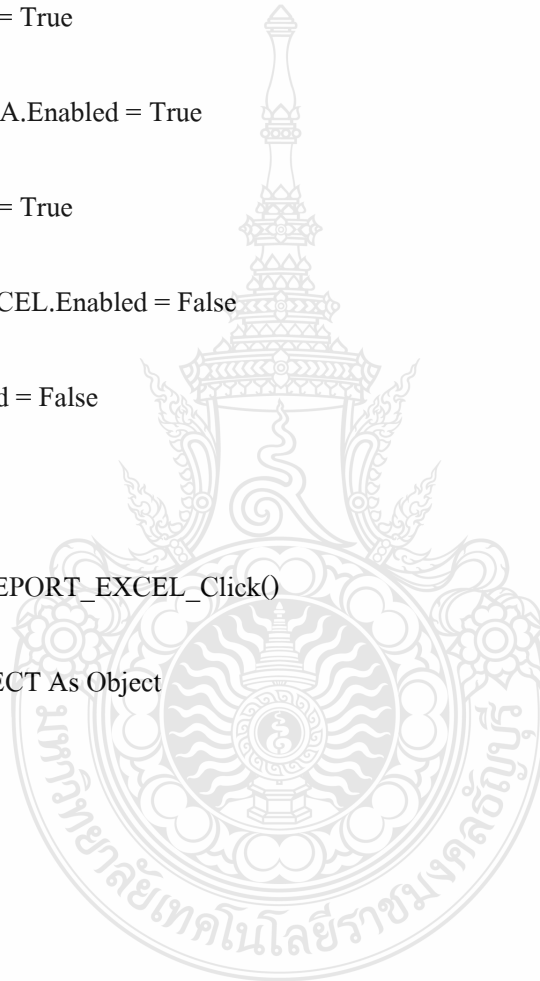 = True
A.Enabled = True
= True
CEL.Enabled = False
d = False
EPORT_EXCEL_Click()
ECT As Object
มหาวิทยาลัยเทคโนโลยีราชมงคลธัญบุรี